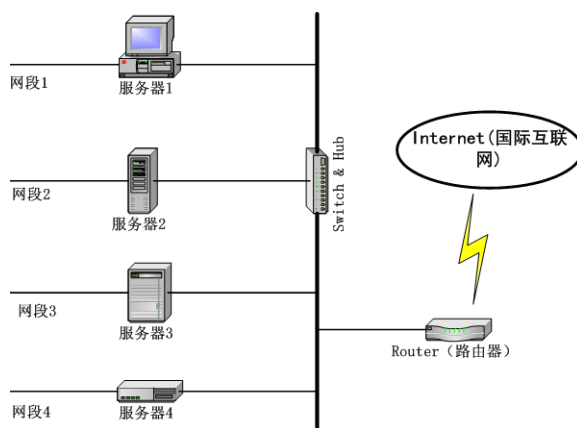 网段1
服务器1
Internet(国际互联
网)
网段2
服务器2
Switch & Hub
网段3
服务器3
Router（路由器）
网段4
服务器4